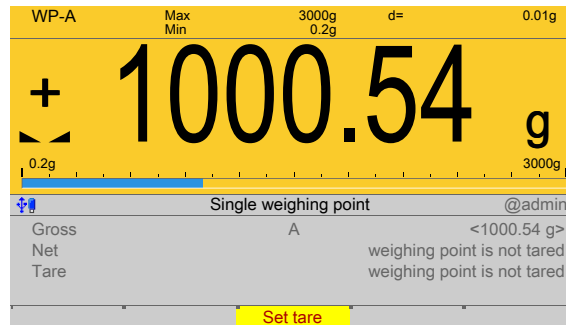 WP-A Max 3000g d= 0.01g
Min 0.2g
+ 1000.54 g
0.2g 3000g
Single weighing point @admin
Gross A <1000.54 g>
Net weighing point is not tared
Tare weighing point is not tared
Set tare